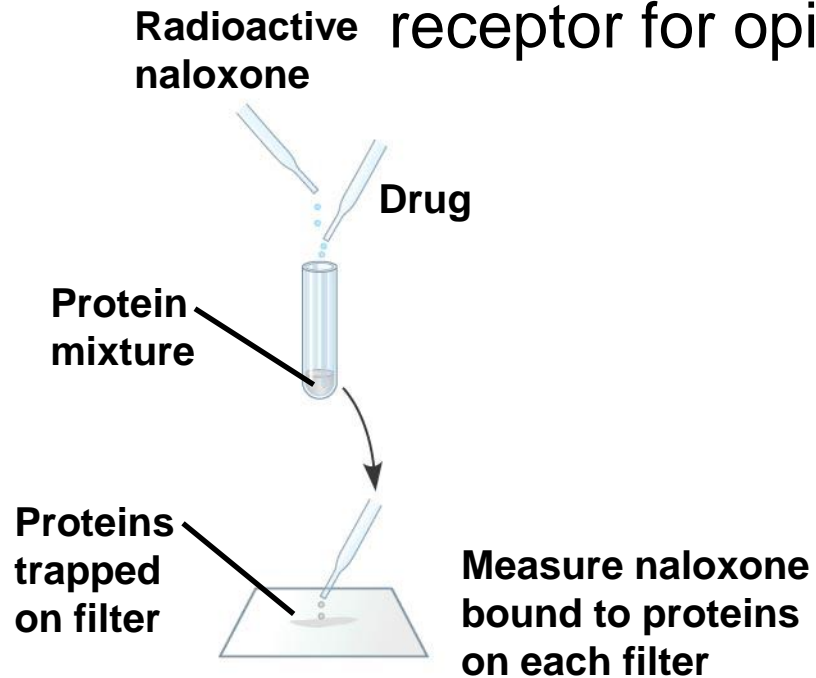 receptor for opi
Radioactive
naloxone
Drug
Protein
mixture
Proteins
trapped
on filter
Measure naloxone
bound to proteins
on each filter